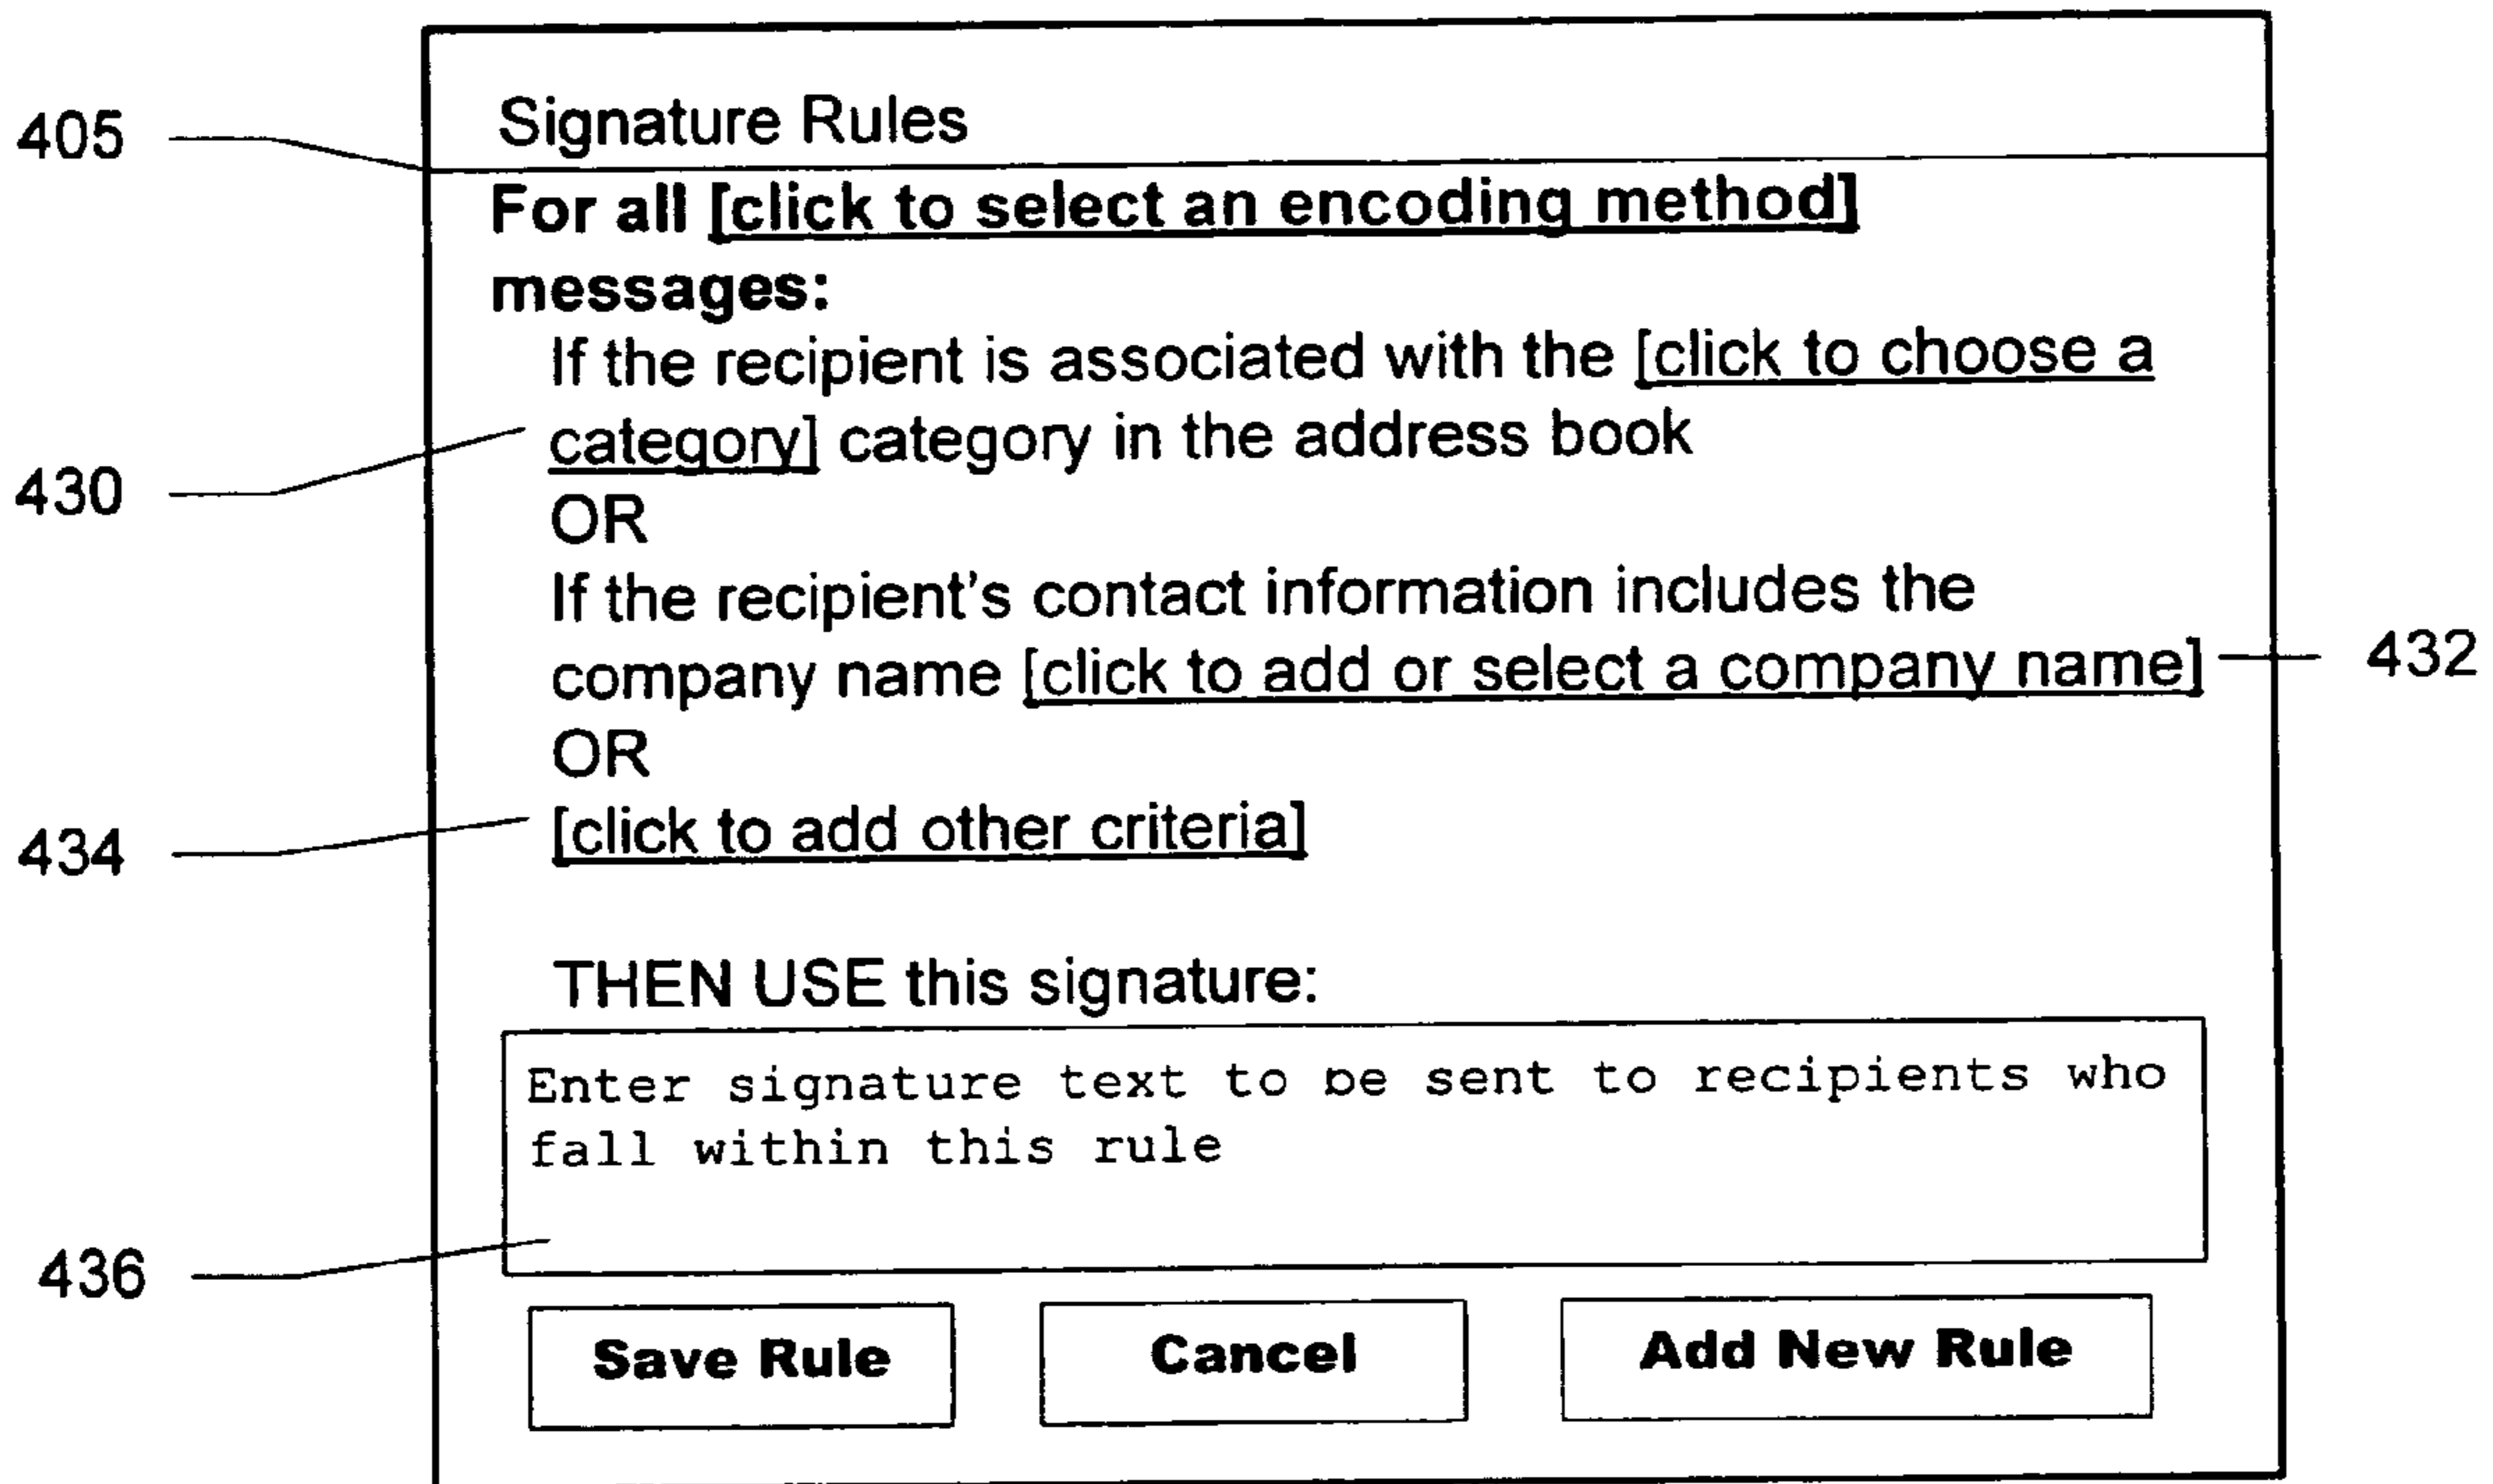 Signature Rules
405
For all [click to select an encoding method]
messages:
If the recipient is associated with the [click to choose a
category] category in the address book
430
OR
If the recipient's contact information includes the
company name [click to add or select a company name]
432
OR
[click to add other criteria]
434
THEN USE this signature:
Enter signature text to be sent to recipients who
fall within this rule
436
Save Rule
Cancel
Add New Rule